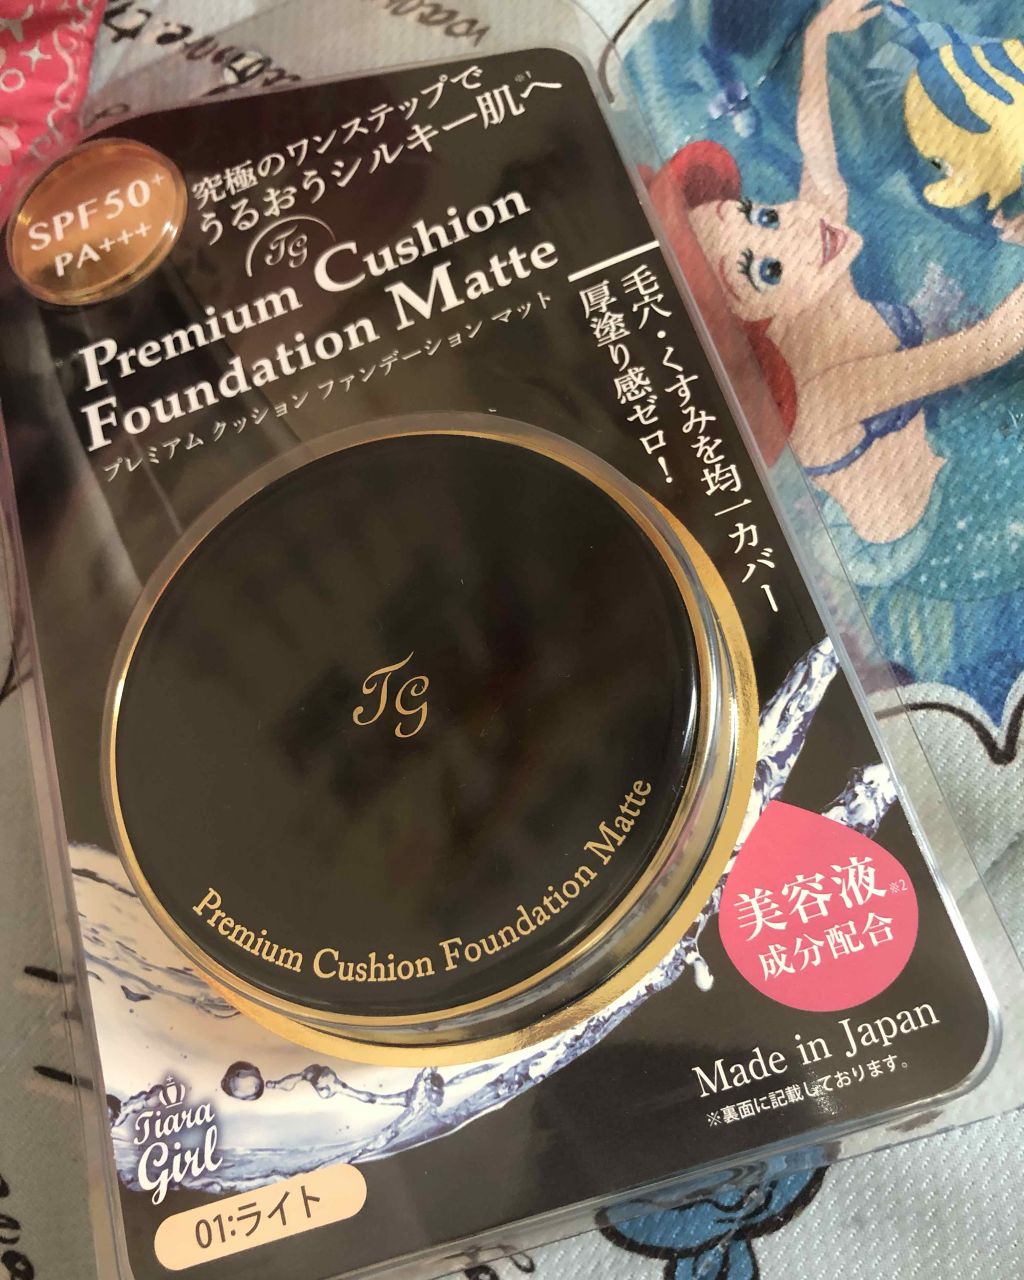 SPF50+
PA+++
究極のワンステップで
うるおうシルキー肌へ※1
TG
Premium Cushion
Foundation Matte
プレミアム クッション ファンデーション マット
毛穴・くすみを均一カバー
厚塗り感ゼロ!
TG
Premium Cushion Foundation Matte
美容液※2
成分配合
Made in Japan
※裏面に記載しております。
Tiara
Girl
01:ライト